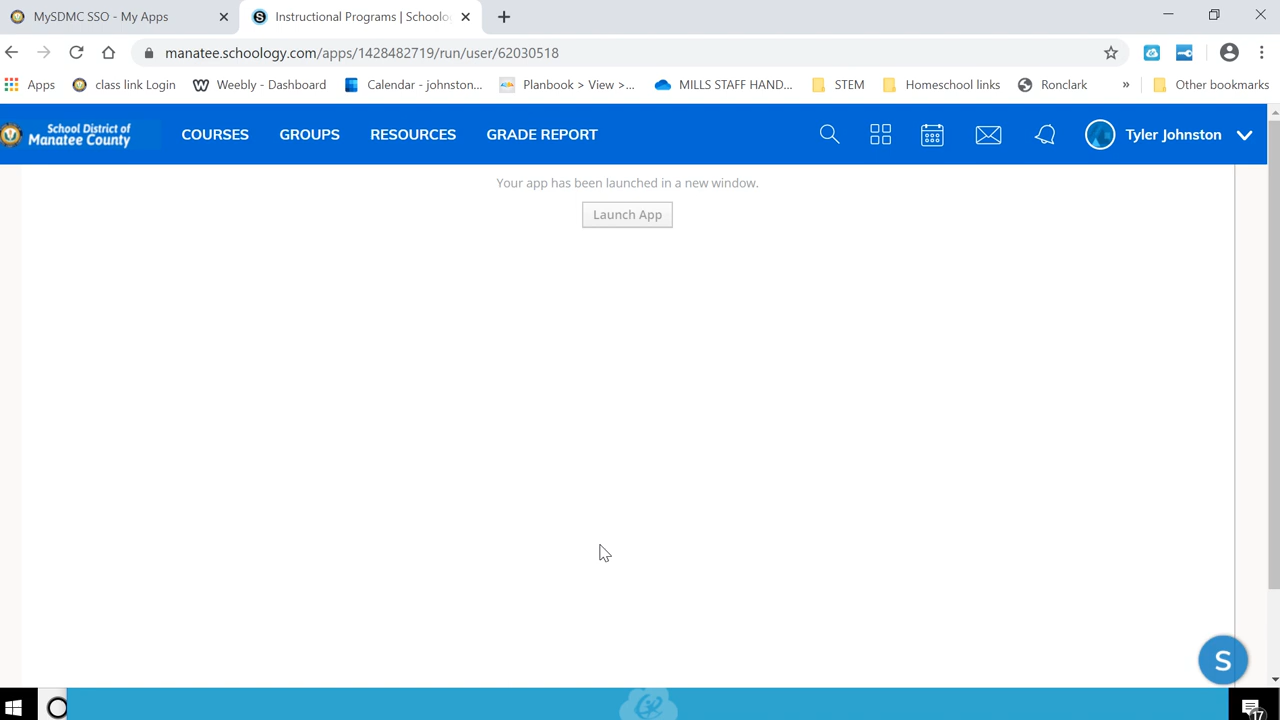 MySDMC SSO - My Apps
Instructional Programs | Schoolo
manatee.schoology.com/apps/1428482719/run/user/62030518
Apps
class link Login
Weebly - Dashboard
Calendar - johnston...
Planbook > View >...
MILLS STAFF HAND...
STEM
Homeschool links
Ronclark
»
Other bookmarks
School District of
Manatee County
COURSES
GROUPS
RESOURCES
GRADE REPORT
Tyler Johnston
Your app has been launched in a new window.
Launch App
S
17